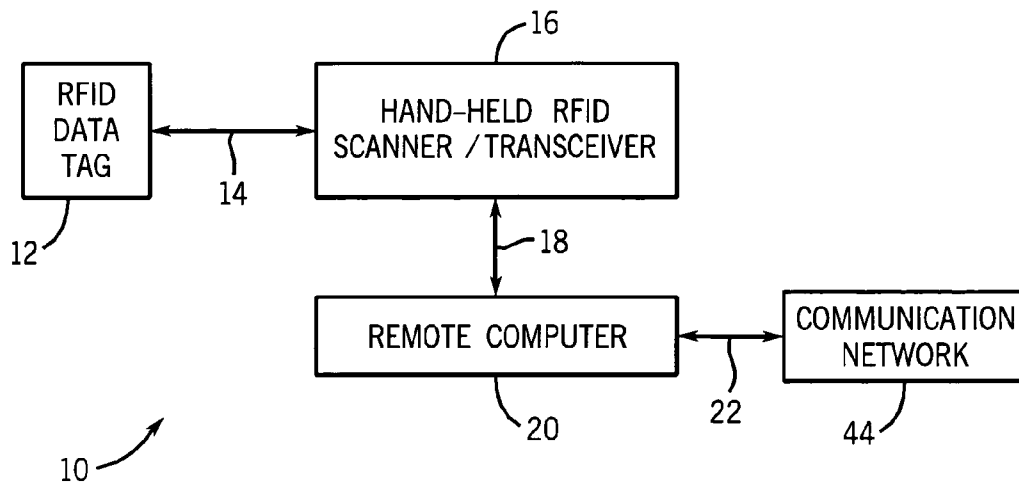 16
RFID
DATA
TAG
HAND-HELD RFID
SCANNER / TRANSCEIVER
12
14
18
REMOTE COMPUTER
COMMUNICATION
NETWORK
20
22
44
10